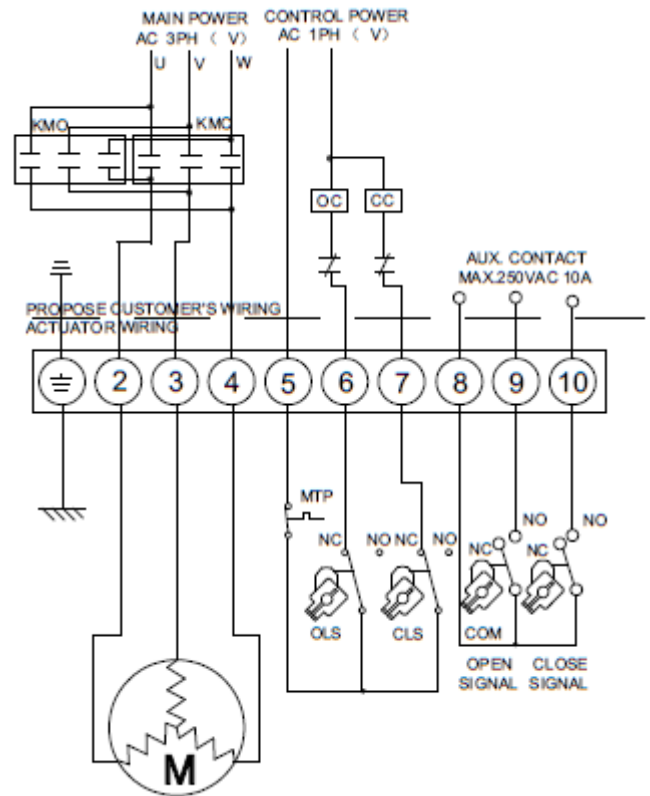 MAIN POWER
AC 3PH ( V)
CONTROL POWER
AC 1PH ( V)
U V W
KMO KMC
OC CC
AUX. CONTACT
MAX.250VAC 10A
PROPOSE CUSTOMER'S WIRING
ACTUATOR WIRING
2 3 4 5 6 7 8 9 10
MTP
NC NO NC NO NC NO NC NO
OLS CLS COM
OPEN SIGNAL
CLOSE SIGNAL
M